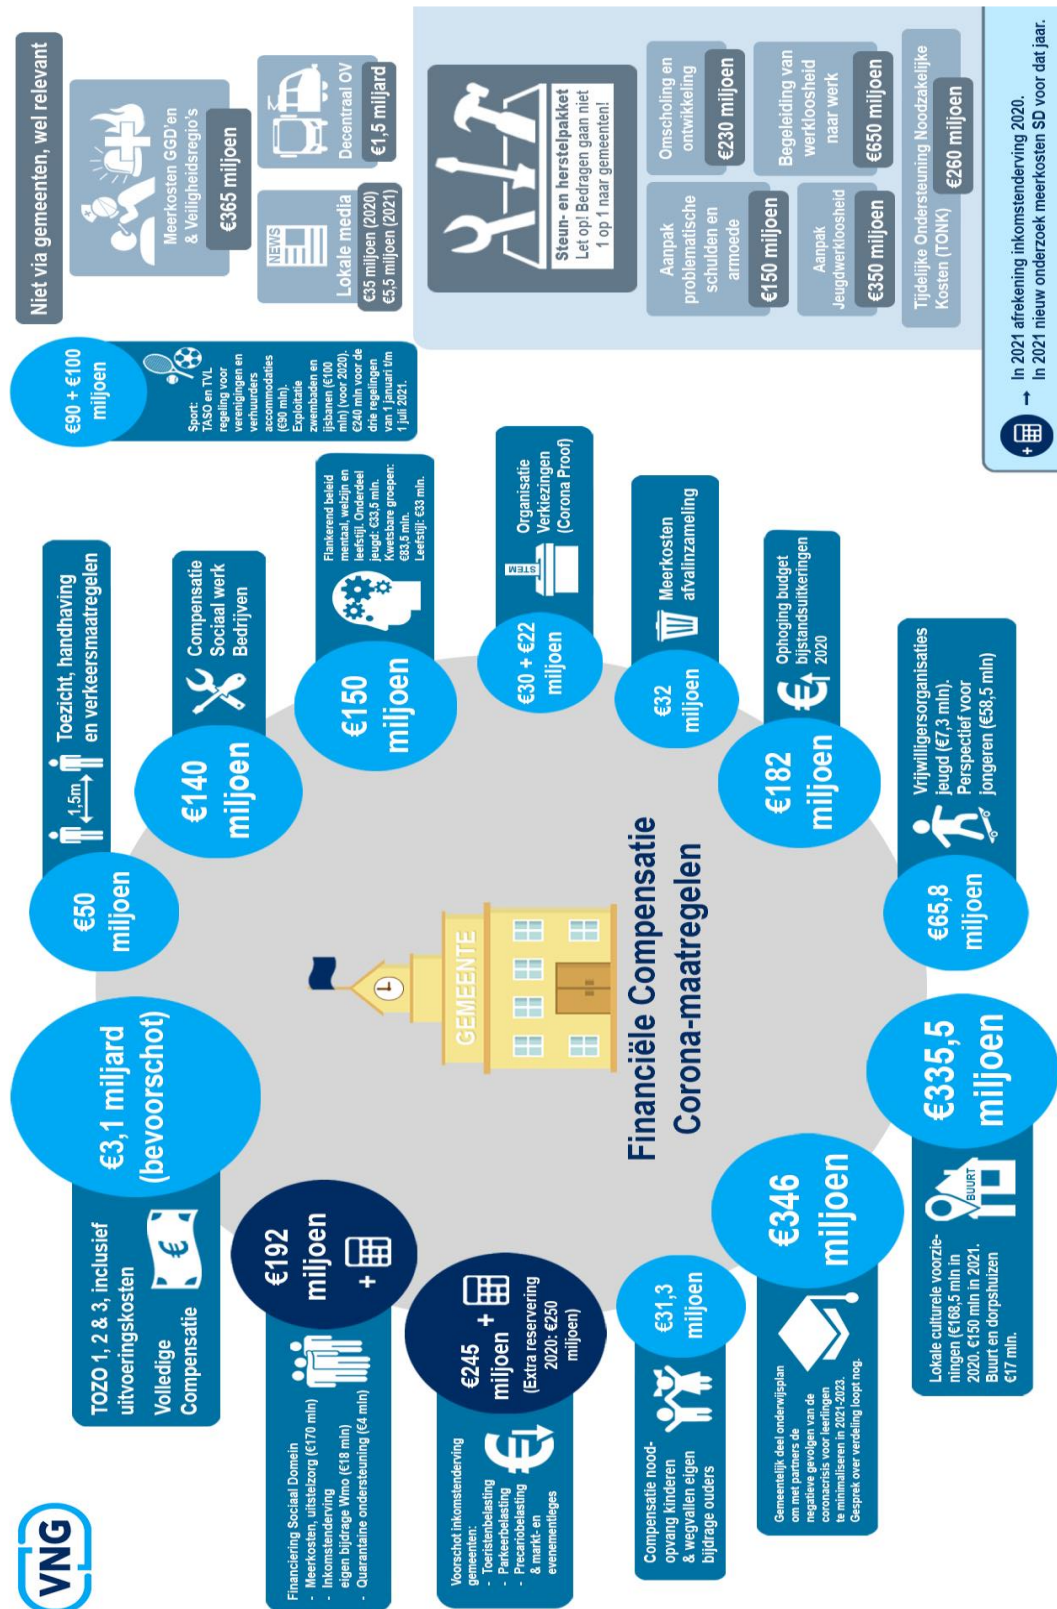 VNG
TOZO 1, 2 & 3, inclusief
uitvoeringskosten
Volledige
Compensatie
€3,1 miljard
(bevoorschot)
€50
miljoen
1,5m
Toezicht, handhaving
en verkeersmaatregelen
€140
miljoen
Compensatie
Sociaal werk
Bedrijven
€150
miljoen
Flankerend beleid
mentaal, welzijn en
leefstijl. Onderdeel
jeugd: €33,5 mln.
Kwetsbare groepen:
€83,5 mln.
Leefstijl: €33 mln.
€90 + €100
miljoen
Sport:
TASO en TVL
regeling voor
verenigingen en
verhuurders
accommodaties
(€90 mln).
Exploitatie
zwembaden en
ijsbanen (€100
mln) (voor 2020).
€240 mln voor de
drie regelingen
van 1 januari t/m
1 juli 2021.
Niet via gemeenten, wel relevant
Meerkosten GGD'en
& Veiligheidsregio's
€365 miljoen
NEWS
Lokale media
€35 miljoen (2020)
€5,5 miljoen (2021)
Decentraal OV
€1,5 miljard
Financiering Sociaal Domein
- Meerkosten, uitstelzorg (€170 mln)
- Inkomstenderving
eigen bijdrage Wmo (€18 mln)
- Quarantaine ondersteuning (€4 mln)
€192
miljoen
+
Voorschot inkomstenderving
gemeenten:
- Toeristenbelasting
- Parkeerbelasting
- Precariobelasting
& markt- en
evenementleges
€245
miljoen +
(Extra reservering
2020: €250
miljoen)
GEMEENTE
Financiële Compensatie
Corona-maatregelen
€30 + €22
miljoen
STEM
Organisatie
Verkiezingen
(Corona Proof)
€32
miljoen
Meerkosten
afvalinzameling
€182
miljoen
Ophoging budget
bijstandsuitkeringen
2020
Compensatie nood-
opvang kinderen
& wegvallen eigen
bijdrage ouders
€31,3
miljoen
Gemeentelijk deel onderwijsplan
om met partners de
negatieve gevolgen van de
coronacrisis voor leerlingen
te minimaliseren in 2021-2023.
Gesprek over verdeling loopt nog.
€346
miljoen
Lokale culturele voorzie-
ningen (€168,5 mln in
2020. €150 mln in 2021.
Buurt en dorpshuizen
€17 mln.
BUURT
€335,5
miljoen
€65,8
miljoen
Vrijwilligersorganisaties
jeugd (€7,3 mln).
Perspectief voor
jongeren (€58,5 mln)
Steun- en herstelpakket
Let op! Bedragen gaan niet
1 op 1 naar gemeenten!
Aanpak
problematische
schulden en
armoede
€150 miljoen
Omscholing en
ontwikkeling
€230 miljoen
Aanpak
Jeugdwerkloosheid
€350 miljoen
Begeleiding van
werkloosheid
naar werk
€650 miljoen
Tijdelijke Ondersteuning Noodzakelijke
Kosten (TONK)
€260 miljoen
+ → In 2021 afrekening inkomstenderving 2020.
In 2021 nieuw onderzoek meerkosten SD voor dat jaar.